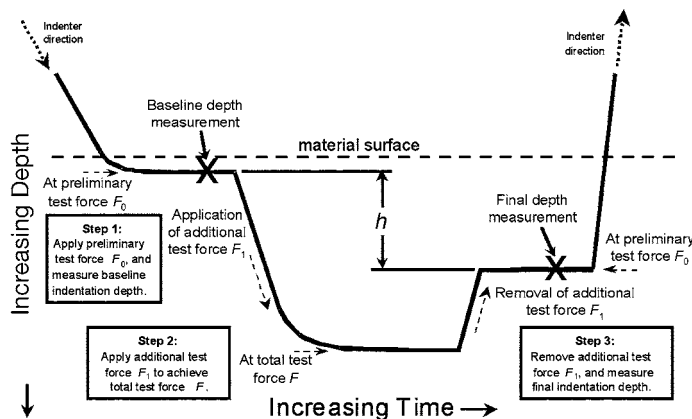 Indenter
direction
Indenter
direction
Baseline depth
measurement
material surface
At preliminary
test force F0
Application
of additional
test force F1
h
Final depth
measurement
At preliminary
test force F0
Step 1:
Apply preliminary
test force F0, and
measure baseline
indentation depth.
Removal of additional
test force F1
Step 2:
Apply additional test
force F1 to achieve
total test force F.
At total test
force F
Step 3:
Remove additional test
force F1, and measure
final indentation depth.
Increasing Depth
Increasing Time